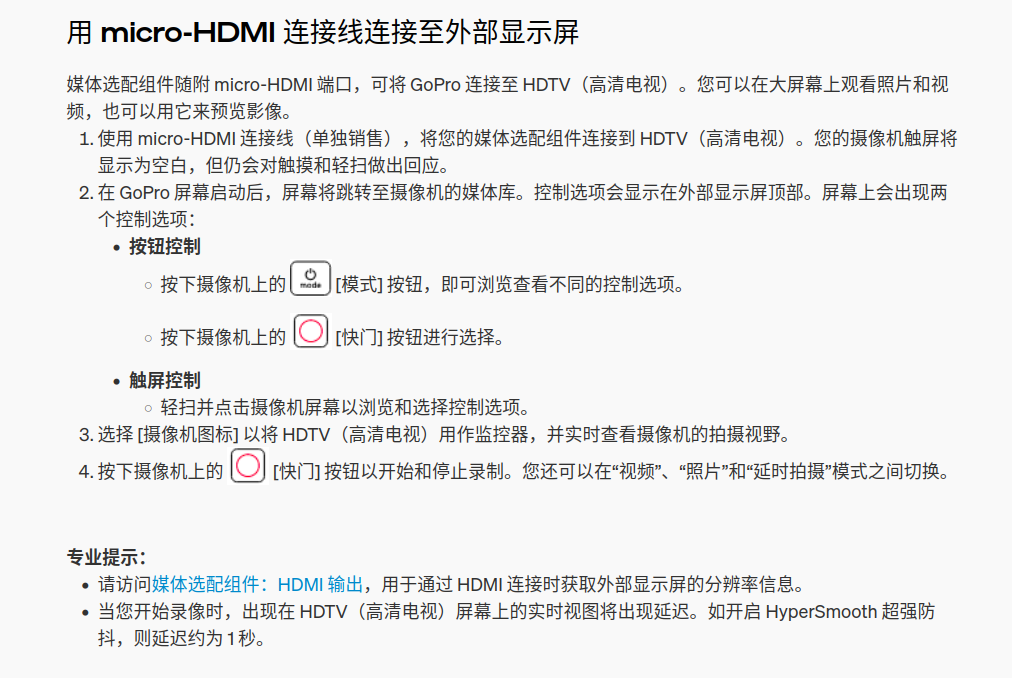 用 micro-HDMI 连接线连接至外部显示屏
媒体选配组件随附 micro-HDMI 端口，可将 GoPro 连接至 HDTV（高清电视）。您可以在大屏幕上观看照片和视
频，也可以用它来预览影像。
1. 使用 micro-HDMI 连接线（单独销售），将您的媒体选配组件连接到 HDTV（高清电视）。您的摄像机触屏将
显示为空白，但仍会对触摸和轻扫做出回应。
2. 在 GoPro 屏幕启动后，屏幕将跳转至摄像机的媒体库。控制选项会显示在外部显示屏顶部。屏幕上会出现两
个控制选项：
• 按钮控制
○ 按下摄像机上的 mode [模式] 按钮，即可浏览查看不同的控制选项。
○ 按下摄像机上的 [快门] 按钮进行选择。
• 触屏控制
○ 轻扫并点击摄像机屏幕以浏览和选择控制选项。
3. 选择 [摄像机图标] 以将 HDTV（高清电视）用作监控器，并实时查看摄像机的拍摄视野。
4. 按下摄像机上的 [快门] 按钮以开始和停止录制。您还可以在“视频”、“照片”和“延时拍摄”模式之间切换。
专业提示：
• 请访问媒体选配组件：HDMI 输出，用于通过 HDMI 连接时获取外部显示屏的分辨率信息。
• 当您开始录像时，出现在 HDTV（高清电视）屏幕上的实时视图将出现延迟。如开启 HyperSmooth 超强防
抖，则延迟约为 1 秒。